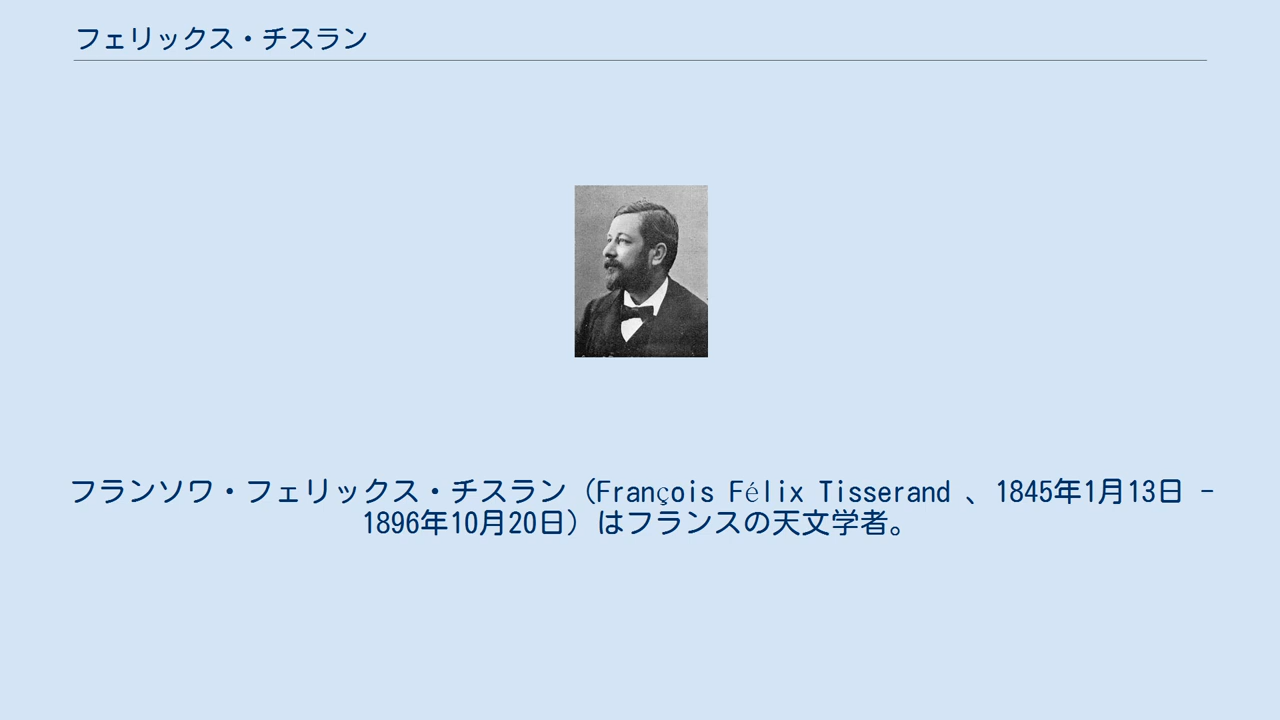 フェリックス・チスラン
フランソワ・フェリックス・チスラン（François Félix Tisserand 、1845年1月13日 -
1896年10月20日）はフランスの天文学者。